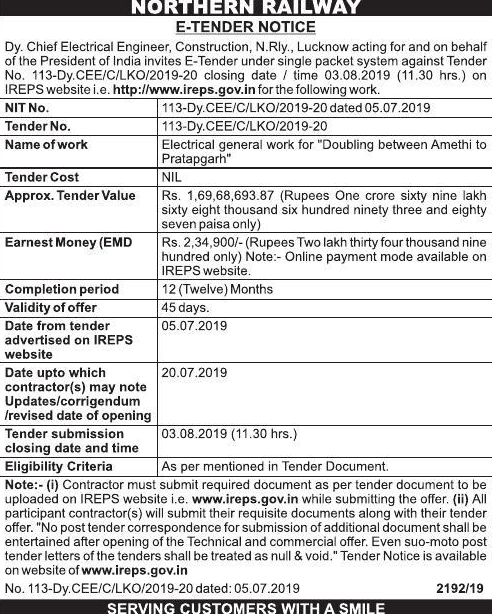 NORTHERN RAILWAY
E-TENDER NOTICE
Dy. Chief Electrical Engineer, Construction, N.Rly., Lucknow acting for and on behalf
of the President of India invites E-Tender under single packet system against Tender
No. 113-Dy.CEE/C/LKO/2019-20 closing date / time 03.08.2019 (11.30 hrs.) on
IREPS website i.e. http://www.ireps.gov.in for the following work.
NIT No. 113-Dy.CEE/C/LKO/2019-20 dated 05.07.2019
Tender No. 113-Dy.CEE/C/LKO/2019-20
Name of work Electrical general work for "Doubling between Amethi to
Pratapgarh"
Tender Cost NIL
Approx. Tender Value Rs. 1,69,68,693.87 (Rupees One crore sixty nine lakh
sixty eight thousand six hundred ninety three and eighty
seven paisa only)
Earnest Money (EMD Rs. 2,34,900/- (Rupees Two lakh thirty four thousand nine
hundred only) Note:- Online payment mode available on
IREPS website.
Completion period 12 (Twelve) Months
Validity of offer 45 days.
Date from tender 05.07.2019
advertised on IREPS
website
Date upto which 20.07.2019
contractor(s) may note
Updates/corrigendum
/revised date of opening
Tender submission 03.08.2019 (11.30 hrs.)
closing date and time
Eligibility Criteria As per mentioned in Tender Document.
Note:- (i) Contractor must submit required document as per tender document to be
uploaded on IREPS website i.e. www.ireps.gov.in while submitting the offer. (ii) All
participant contractor(s) will submit their requisite documents along with their tender
offer. "No post tender correspondence for submission of additional document shall be
entertained after opening of the Technical and commercial offer. Even suo-moto post
tender letters of the tenders shall be treated as null & void." Tender Notice is available
on website of www.ireps.gov.in
No. 113-Dy.CEE/C/LKO/2019-20 dated: 05.07.2019 2192/19
SERVING CUSTOMERS WITH A SMILE